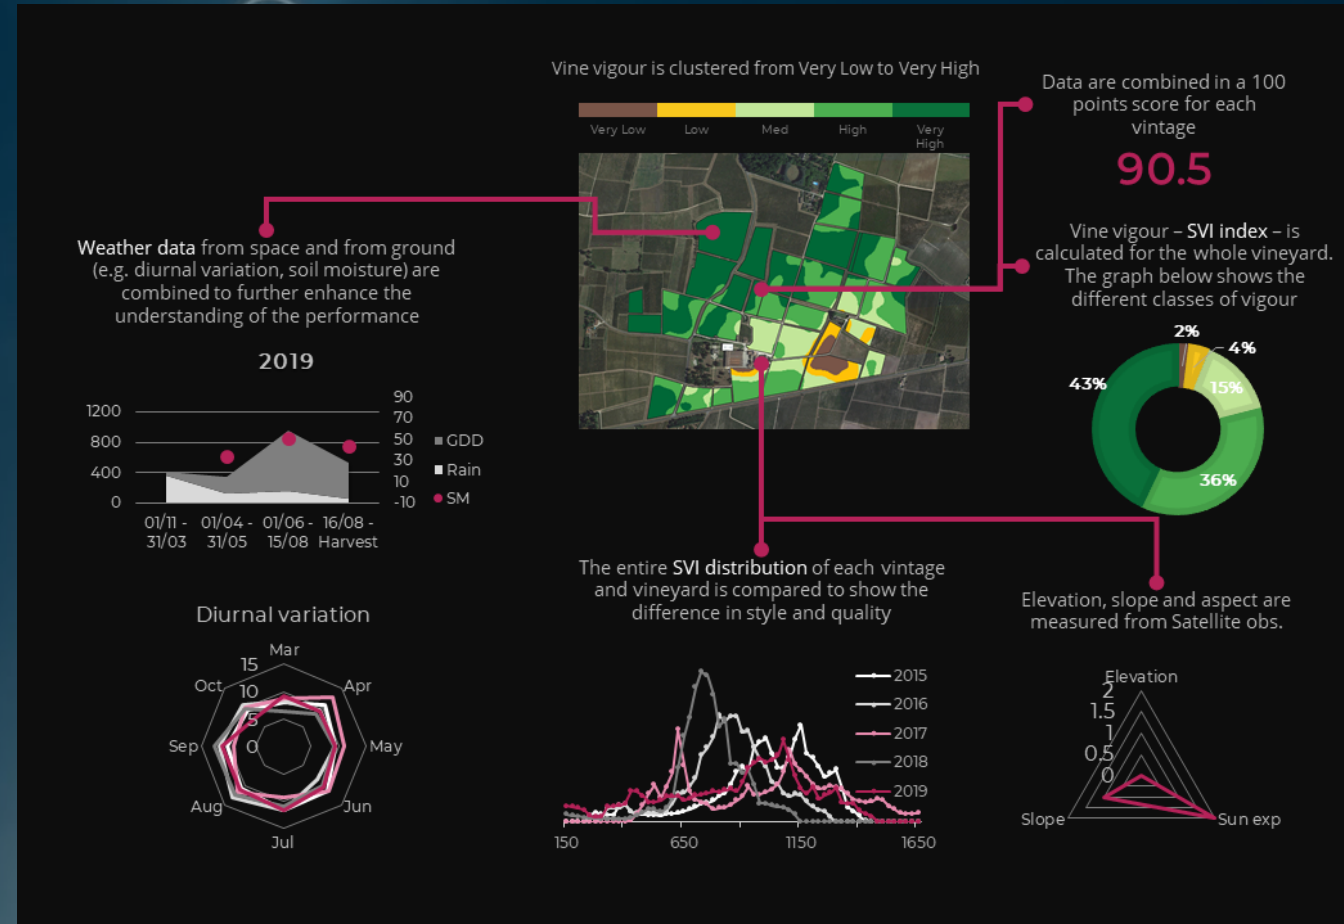 Vine vigour is clustered from Very Low to Very High
Very Low
Low
Med
High
Very
High
Data are combined in a 100
points score for each
vintage
90.5
Vine vigour – SVI index – is
calculated for the whole vineyard.
The graph below shows the
different classes of vigour
2%
4%
15%
36%
43%
Weather data from space and from ground
(e.g. diurnal variation, soil moisture) are
combined to further enhance the
understanding of the performance
2019
1200
800
400
0
90
70
50
30
10
-10
GDD
Rain
SM
01/11 -
31/03
01/04 -
31/05
01/06 -
15/08
16/08 -
Harvest
Diurnal variation
Mar
Apr
May
Jun
Jul
Aug
Sep
Oct
15
10
5
0
The entire SVI distribution of each vintage
and vineyard is compared to show the
difference in style and quality
2015
2016
2017
2018
2019
150
650
1150
1650
Elevation, slope and aspect are
measured from Satellite obs.
Elevation
2
1.5
1
0.5
0
Slope
Sun exp